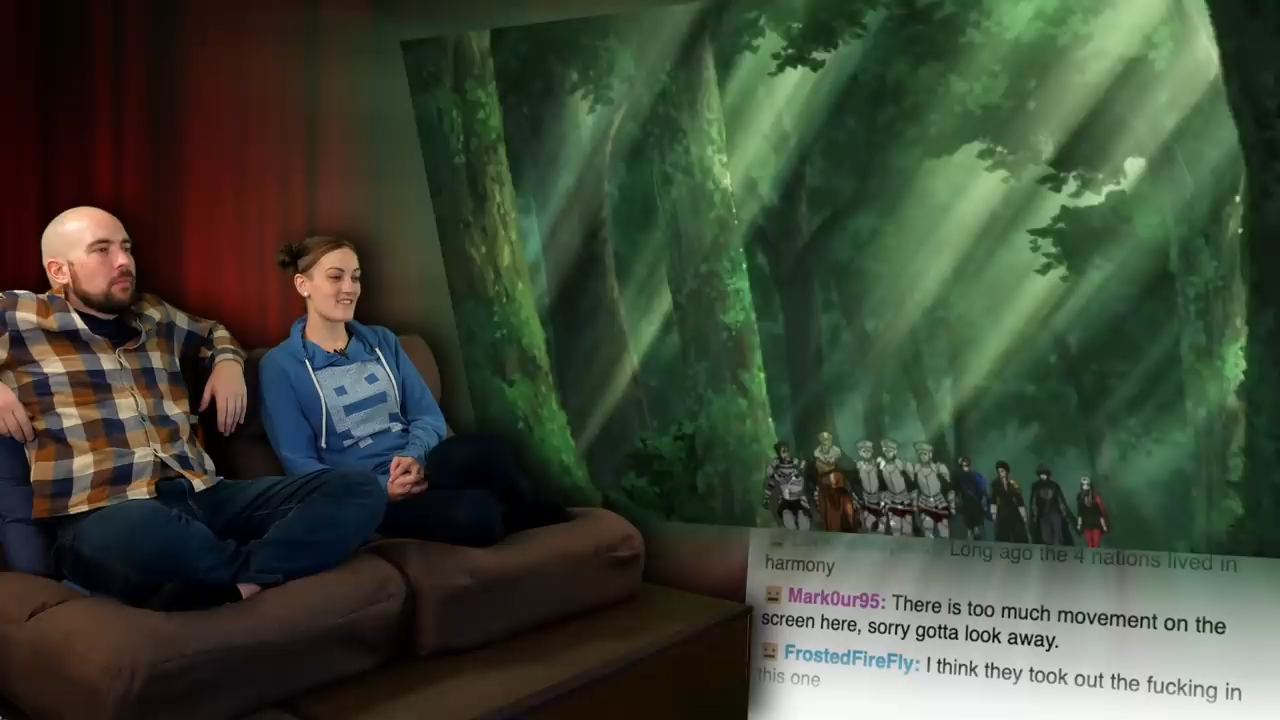 Long ago the 4 nations lived in
harmony
Mark0ur95: There is too much movement on the
screen here, sorry gotta look away.
FrostedFireFly: I think they took out the fucking in
this one